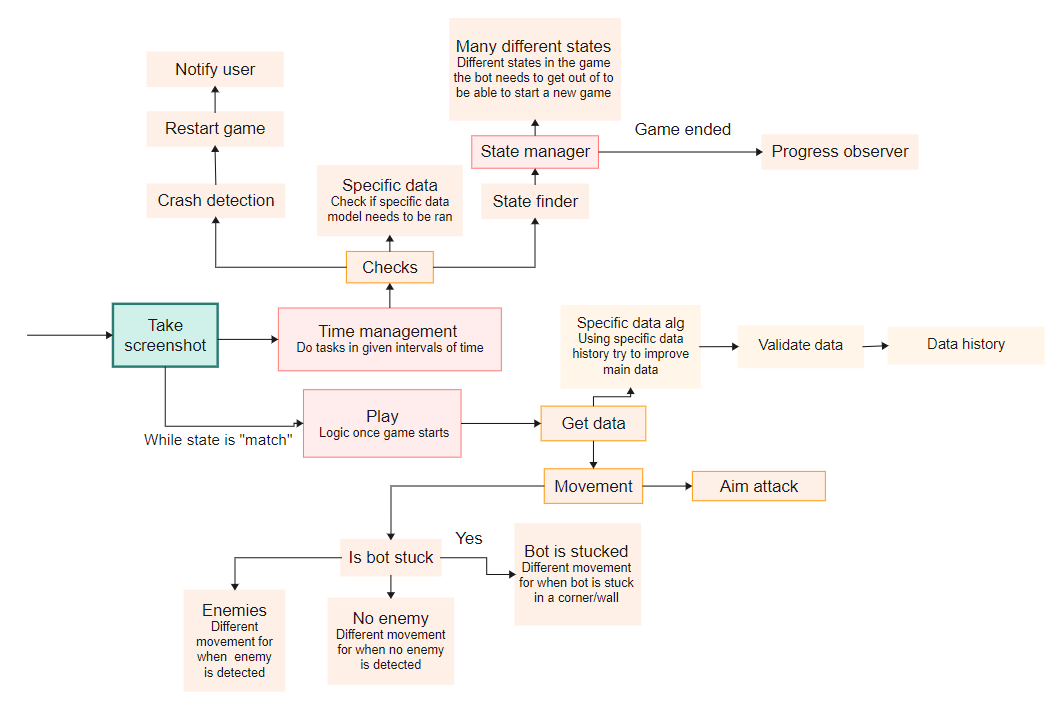 Many different states
Different states in the game
the bot needs to get out of to
be able to start a new game
Notify user
Restart game
Game ended
State manager
Progress observer
Specific data
Check if specific data
model needs to be ran
Crash detection
State finder
Checks
Take
screenshot
Time management
Do tasks in given intervals of time
Specific data alg
Using specific data
history try to improve
main data
Validate data
Data history
Play
Logic once game starts
While state is "match"
Get data
Movement
Aim attack
Is bot stuck
Yes
Bot is stucked
Different movement
for when bot is stuck
in a corner/wall
Enemies
Different
movement for
when enemy
is detected
No enemy
Different movement
for when no enemy
is detected